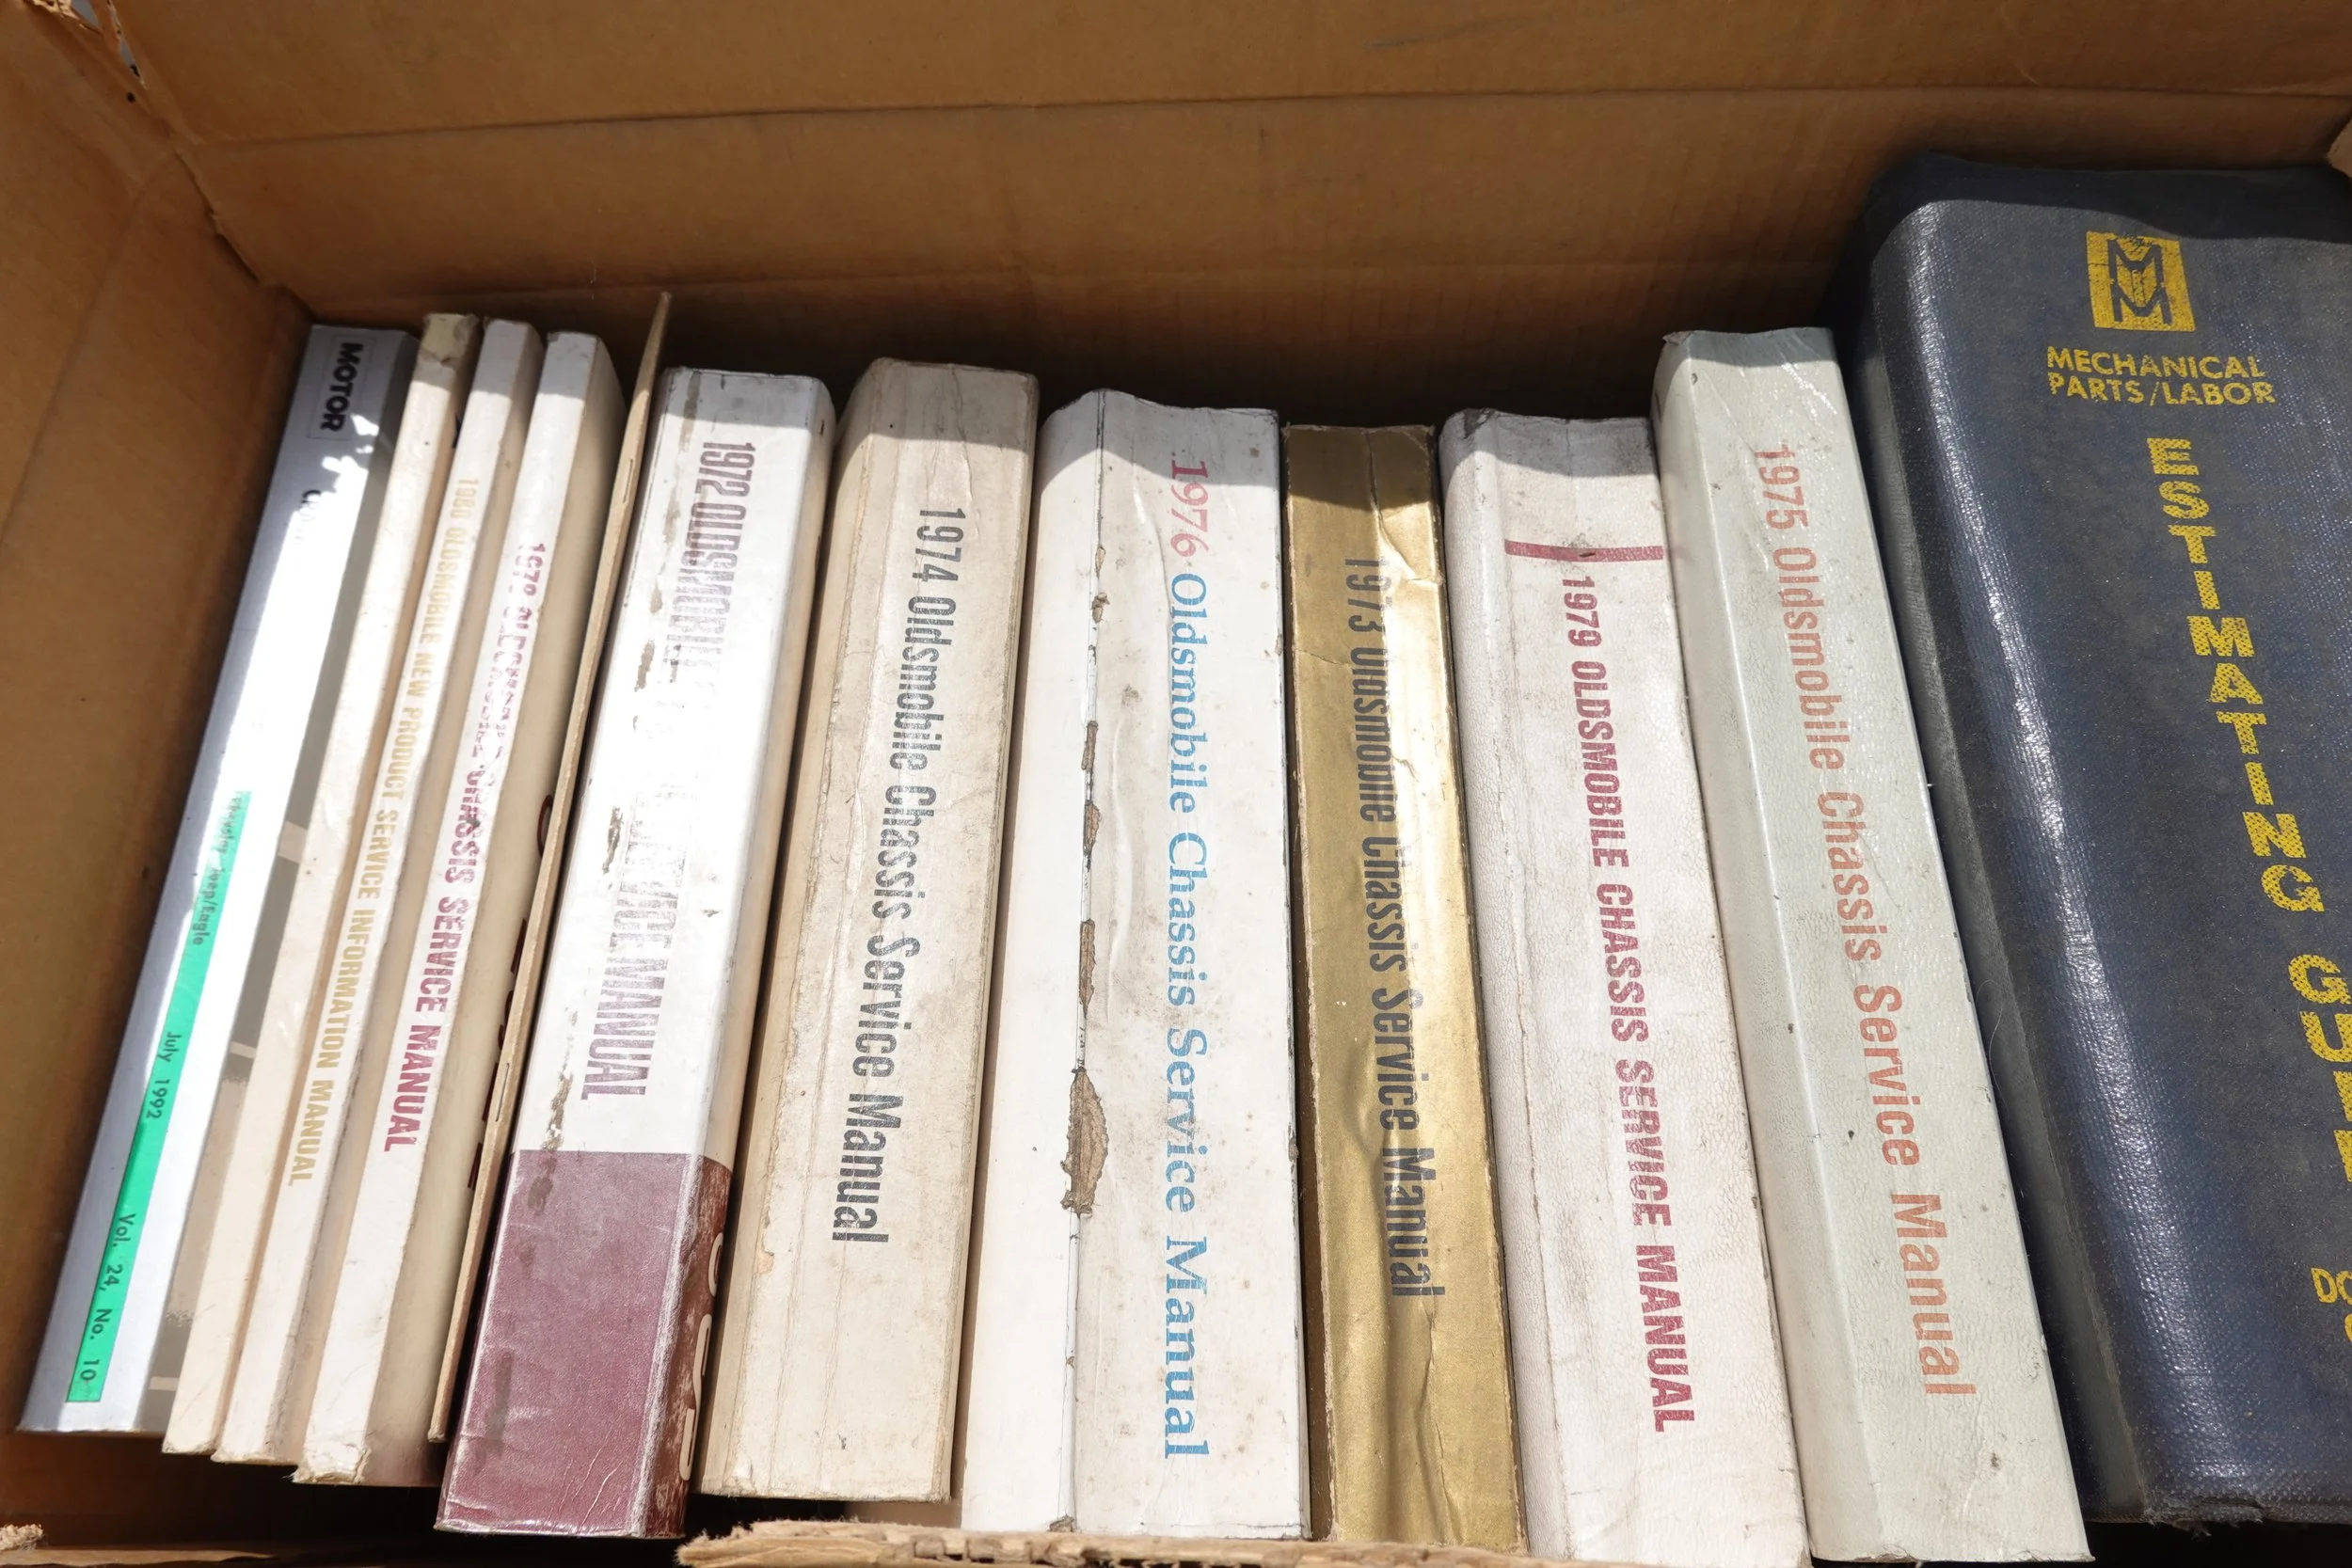 MOTOR
Chrysler/Jeep/Eagle July 1992 Vol. 24, No. 10
1980 OLDSMOBILE NEW PRODUCT SERVICE INFORMATION MANUAL
CHASSIS SERVICE MANUAL
1972 OLDSMOBILE SERVICE MANUAL
1974 Oldsmobile Chassis Service Manual
1976 Oldsmobile Chassis Service Manual
1973 Oldsmobile Chassis Service Manual
1979 OLDSMOBILE CHASSIS SERVICE MANUAL
1975 Oldsmobile Chassis Service Manual
MECHANICAL
PARTS/LABOR
ESTIMATING